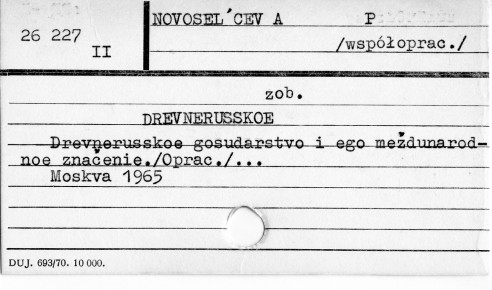 26 227
II
NOVOSEL´CEV A P
/współoprac./
zob.
DREVNERUSSKOE
Drevnerusskoe gosudarstvo i ego meždunarod-
noe značenie./Oprac./...
Moskva 1965
DUJ. 693/70. 10 000.